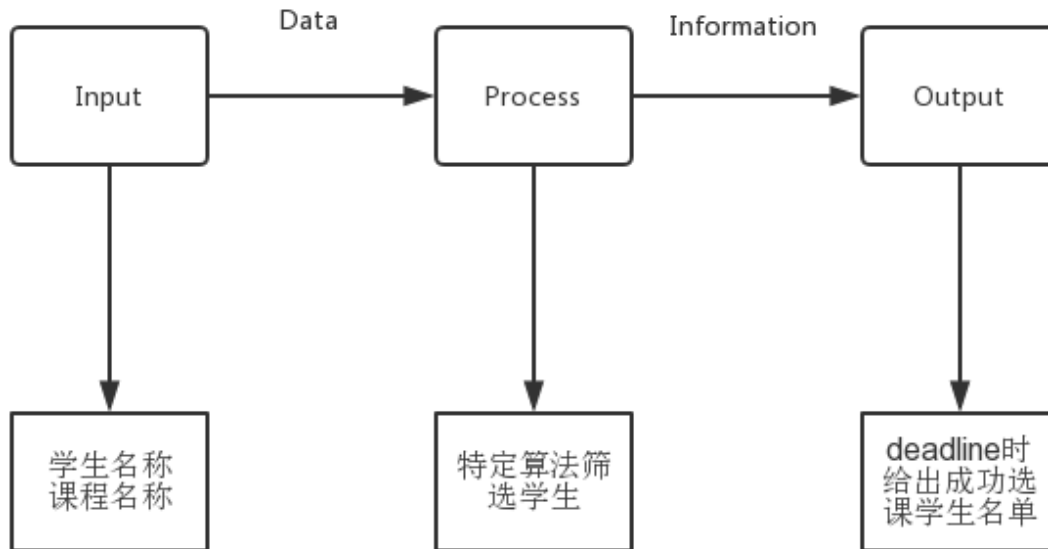 Data
Information
Input
Process
Output
学生名称
课程名称
特定算法筛
选学生
deadline时
给出成功选
课学生名单